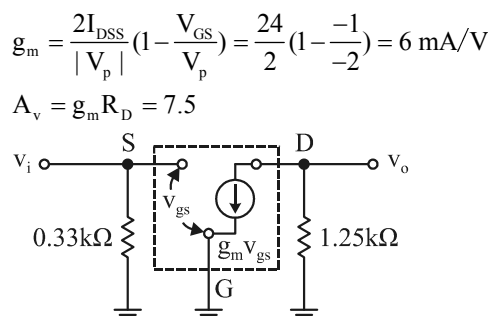 g_m = 2I_DSS / | V_p | (1 − V_GS / V_p) = 24 / 2 (1 − −1 / −2) = 6 mA/V
A_v = g_m R_D = 7.5
S D
v_i v_o
v_gs
0.33kΩ g_m v_gs 1.25kΩ
G